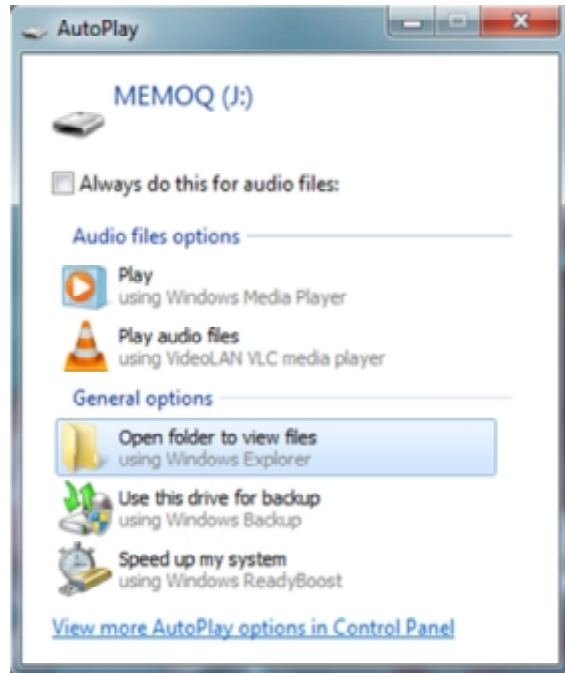 AutoPlay
MEMOQ (J:)
Always do this for audio files:
Audio files options
Play
using Windows Media Player
Play audio files
using VideoLAN VLC media player
General options
Open folder to view files
using Windows Explorer
Use this drive for backup
using Windows Backup
Speed up my system
using Windows ReadyBoost
View more AutoPlay options in Control Panel